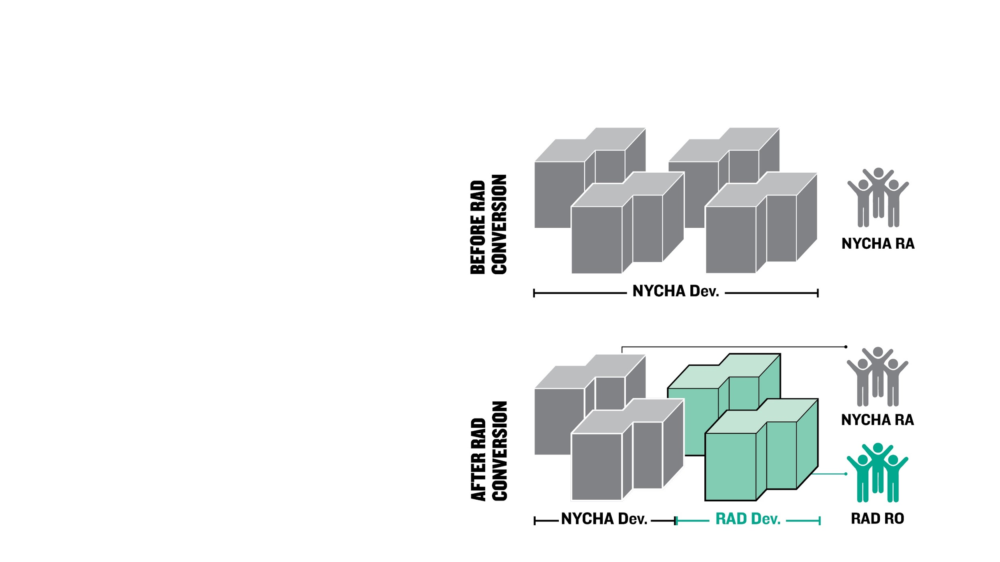 BEFORE RAD
CONVERSION
NYCHA RA
NYCHA Dev.
AFTER RAD
CONVERSION
NYCHA RA
NYCHA Dev.
RAD Dev.
RAD RO